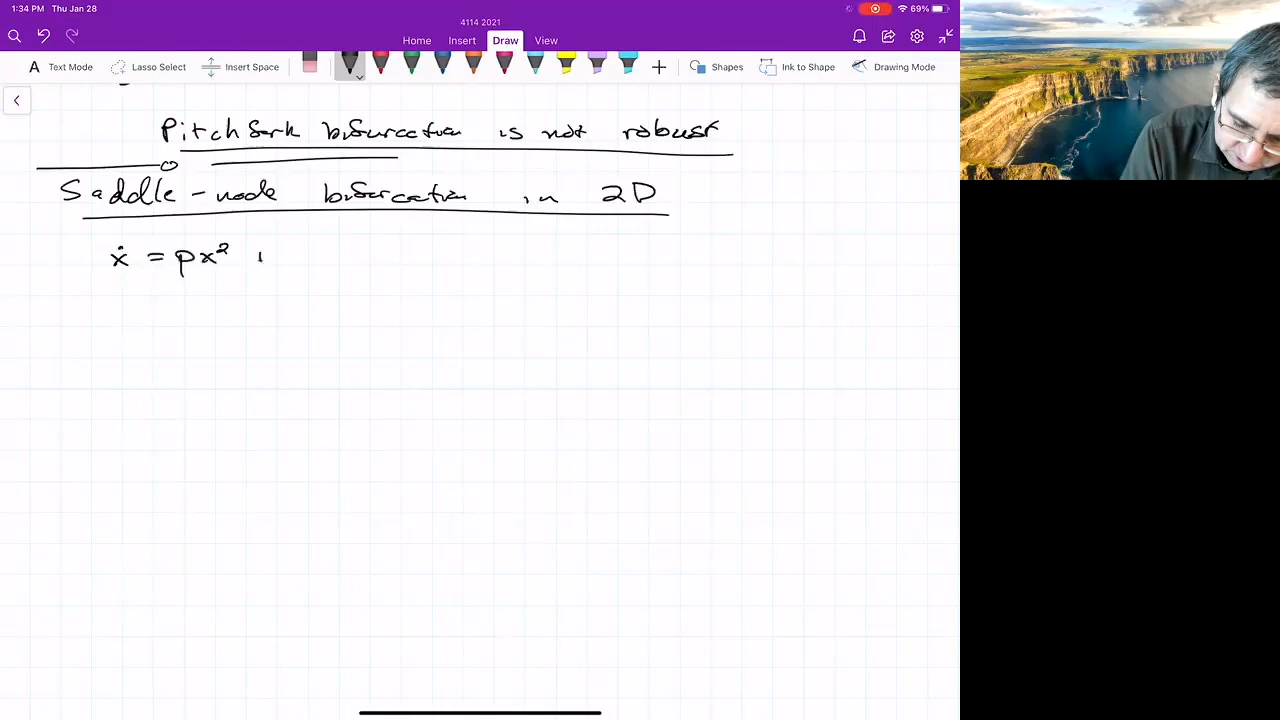 1:34 PM Thu Jan 28
69%
4114 2021
Home Insert Draw View
Text Mode Lasso Select Insert Space Shapes Ink to Shape Drawing Mode
Pitchfork bifurcation is not robust
Saddle-node bifurcation in 2D
ẋ = px²